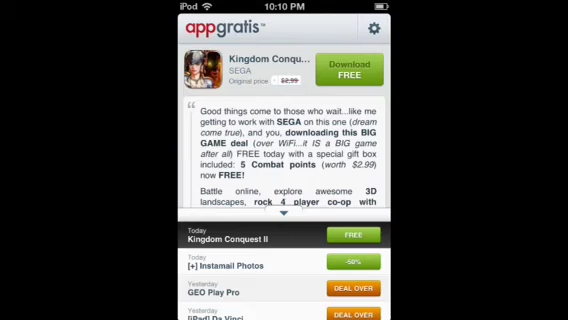 iPod 10:10 PM
appgratis™
Kingdom Conqu...
SEGA
Original price $2.99
Download
FREE
Good things come to those who wait...like me
getting to work with SEGA on this one (dream
come true), and you, downloading this BIG
GAME deal (over WiFi...it IS a BIG game
after all) FREE today with a special gift box
included: 5 Combat points (worth $2.99)
now FREE!
Battle online, explore awesome 3D
landscapes, rock 4 player co-op with
Today
Kingdom Conquest II
FREE
Today
[+] Instamail Photos
-50%
Yesterday
GEO Play Pro
DEAL OVER
Yesterday
[iPad] Da Vinci
DEAL OVER